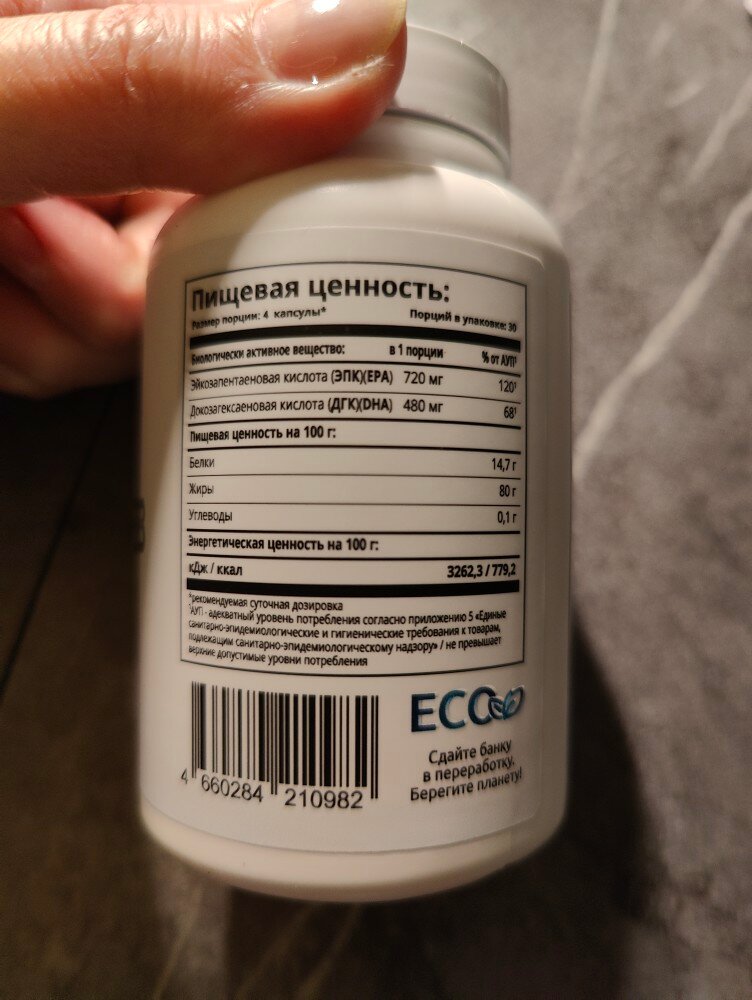 Пищевая ценность:
Размер порции: 4 капсулы* Порций в упаковке: 30
Биологически активное вещество: в 1 порции % от АУП¹
Эйкозапентаеновая кислота (ЭПК)(EPA) 720 мг 120¹
Докозагексаеновая кислота (ДГК)(DHA) 480 мг 68¹
Пищевая ценность на 100 г:
Белки 14,7 г
Жиры 80 г
Углеводы 0,1 г
Энергетическая ценность на 100 г:
кДж / ккал 3262,3 / 779,2
*рекомендуемая суточная дозировка
¹АУП - адекватный уровень потребления согласно приложению 5 «Единые
санитарно-эпидемиологические и гигиенические требования к товарам,
подлежащим санитарно-эпидемиологическому надзору» / не превышает
верхние допустимые уровни потребления
ECO
Сдайте банку
в переработку.
Берегите планету!
4 660284 210982